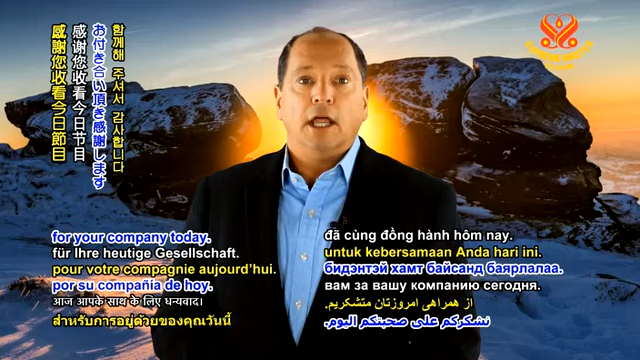 함께해 주셔서 감사합니다
お付き合い頂き感謝します
感谢您收看今日节目
感謝您收看今日節目
for your company today.
für Ihre heutige Gesellschaft.
pour votre compagnie aujourd'hui.
por su compañía de hoy.
आज आपके साथ के लिए धन्यवाद।
สำหรับการอยู่ด้วยของคุณวันนี้
đã cùng đồng hành hôm nay.
untuk kebersamaan Anda hari ini.
бидэнтэй хамт байсанд баярлалаа.
вам за вашу компанию сегодня.
از همراهی امروزتان متشکریم.
نشكركم على صحبتكم اليوم.